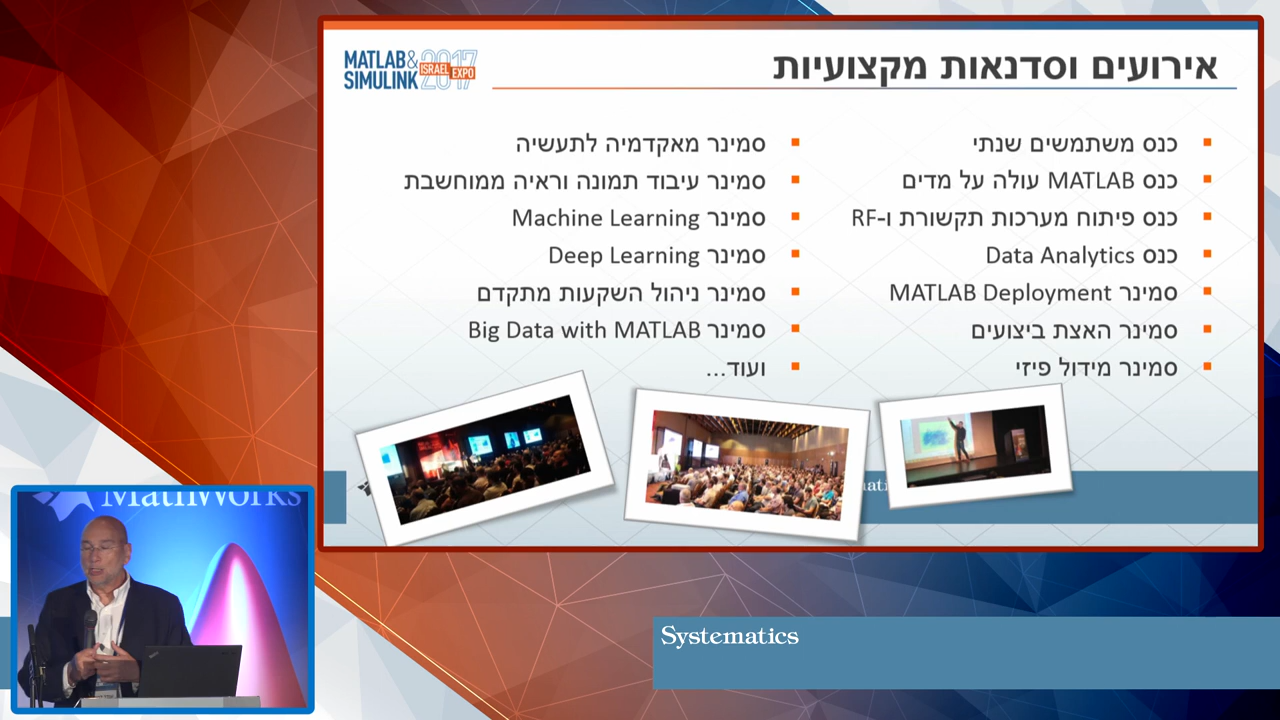 MATLAB&
SIMULINK
2017
ISRAEL EXPO
אירועים וסדנאות מקצועיות
כנס משתמשים שנתי
כנס MATLAB עולה על מדים
כנס פיתוח מערכות תקשורת ו-RF
כנס Data Analytics
סמינר MATLAB Deployment
סמינר האצת ביצועים
סמינר מידול פיזי
סמינר מאקדמיה לתעשיה
סמינר עיבוד תמונה וראיה ממוחשבת
סמינר Machine Learning
סמינר Deep Learning
סמינר ניהול השקעות מתקדם
סמינר Big Data with MATLAB
ועוד...
MathWorks
Systematics